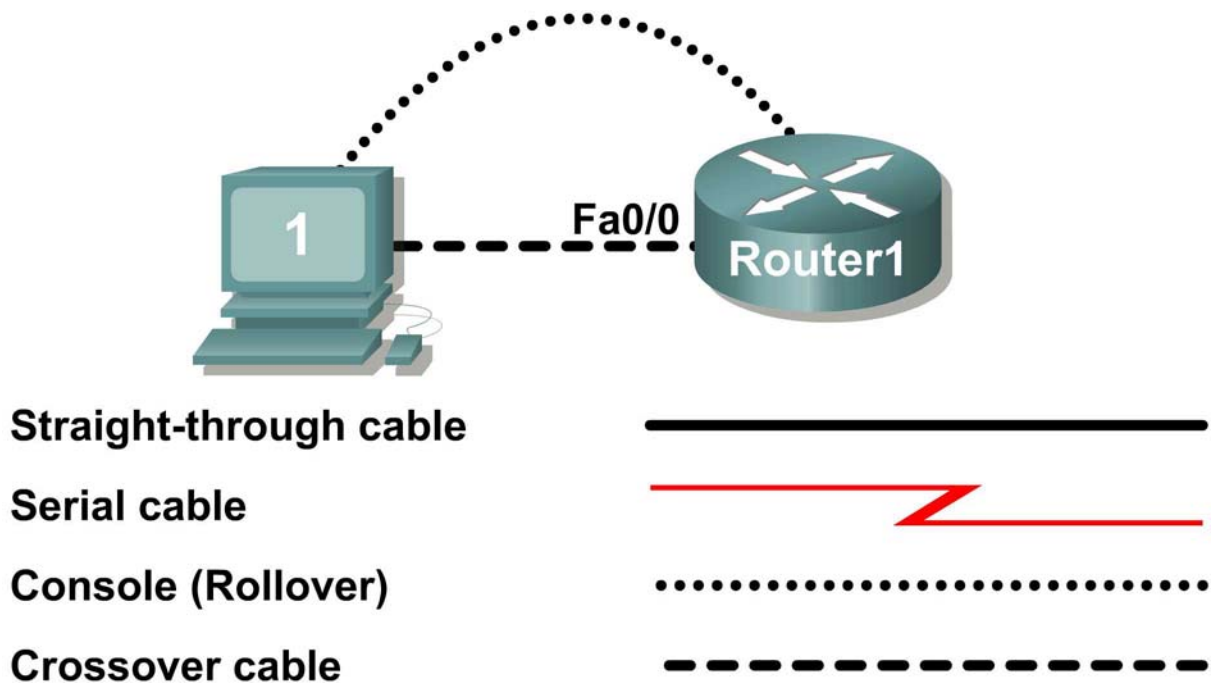 Fa0/0
1
Router1
Straight-through cable
Serial cable
Console (Rollover)
Crossover cable